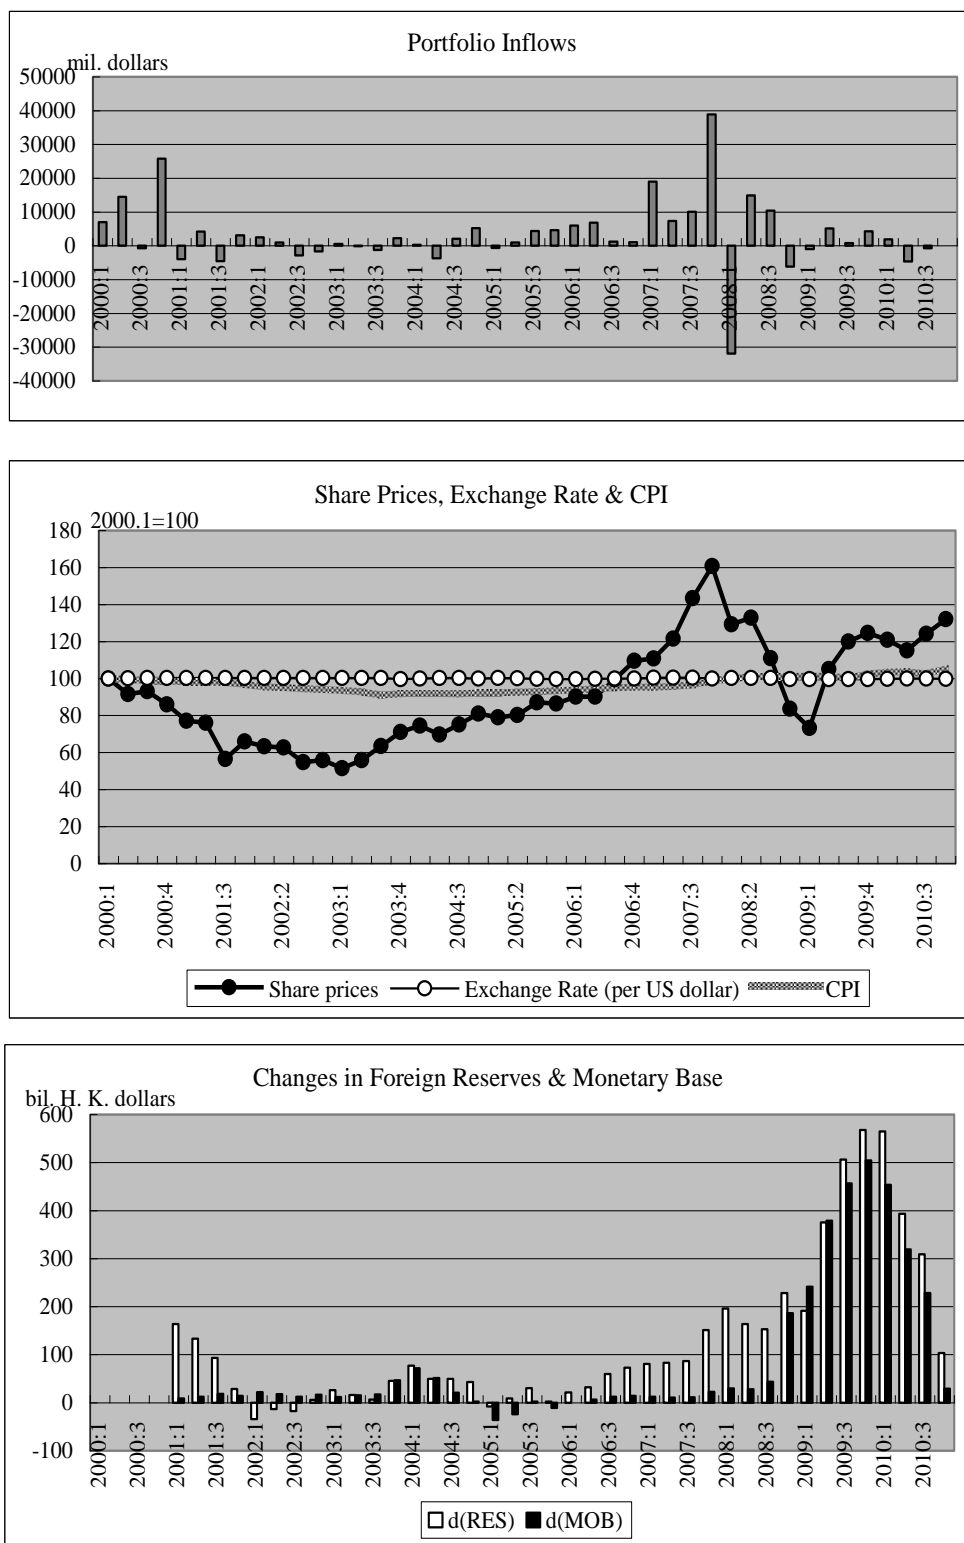 Portfolio Inflows
mil. dollars
50000
40000
30000
20000
10000
0
-10000
-20000
-30000
-40000
2000:1 2000:3 2001:1 2001:3 2002:1 2002:3 2003:1 2003:3 2004:1 2004:3 2005:1 2005:3 2006:1 2006:3 2007:1 2007:3 2008:1 2008:3 2009:1 2009:3 2010:1 2010:3
Share Prices, Exchange Rate & CPI
2000.1=100
180
160
140
120
100
80
60
40
20
0
2000:1 2000:4 2001:3 2002:2 2003:1 2003:4 2004:3 2005:2 2006:1 2006:4 2007:3 2008:2 2009:1 2009:4 2010:3
Share prices Exchange Rate (per US dollar) CPI
Changes in Foreign Reserves & Monetary Base
bil. H. K. dollars
600
500
400
300
200
100
0
-100
2000:1 2000:3 2001:1 2001:3 2002:1 2002:3 2003:1 2003:3 2004:1 2004:3 2005:1 2005:3 2006:1 2006:3 2007:1 2007:3 2008:1 2008:3 2009:1 2009:3 2010:1 2010:3
d(RES) d(MOB)